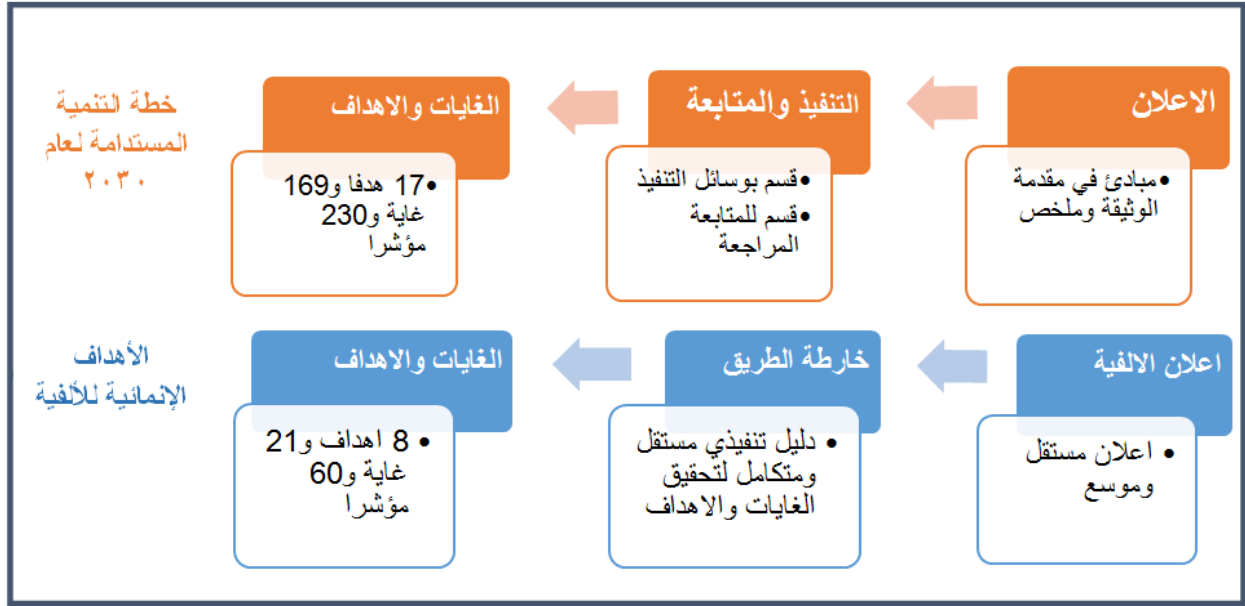 خطة التنمية
المستدامة لعام
٢٠٣٠
الاعلان
•مبادئ في مقدمة
الوثيقة وملخص
التنفيذ والمتابعة
•قسم بوسائل التنفيذ
•قسم للمتابعة
المراجعة
الغايات والاهداف
•17 هدفا و169
غاية و230
مؤشرا
الأهداف
الإنمائية للألفية
اعلان الالفية
• اعلان مستقل
وموسع
خارطة الطريق
• دليل تنفيذي مستقل
ومتكامل لتحقيق
الغايات والاهداف
الغايات والاهداف
• 8 اهداف و21
غاية و60
مؤشرا